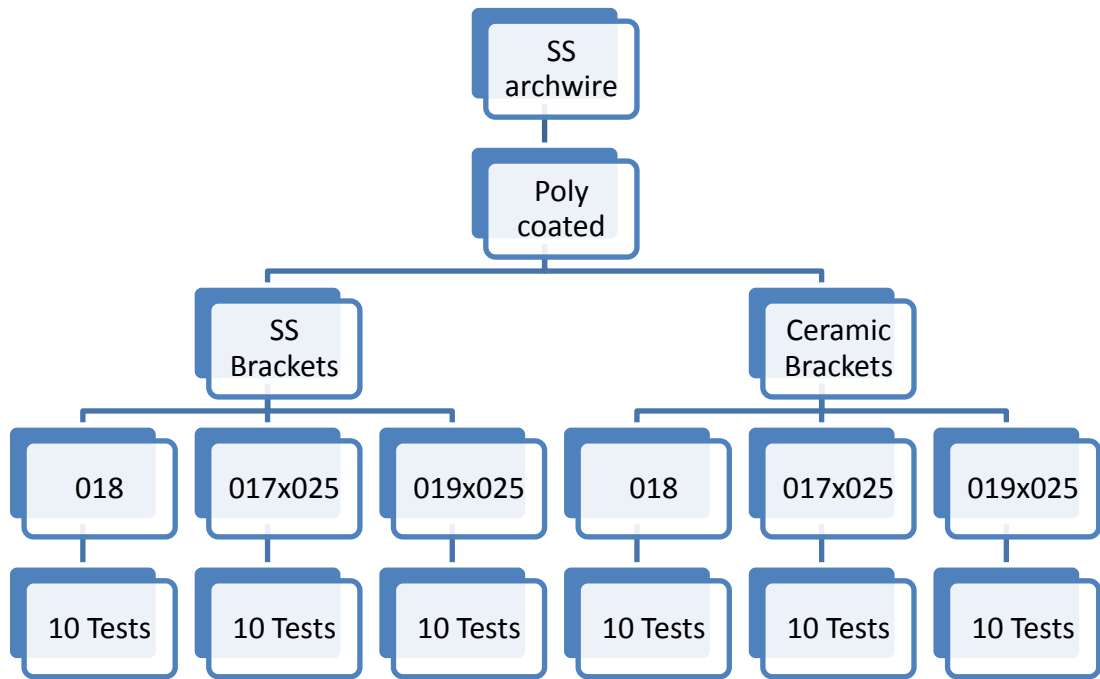 SS
archwire
Poly
coated
SS
Brackets
Ceramic
Brackets
018
017x025
019x025
018
017x025
019x025
10 Tests
10 Tests
10 Tests
10 Tests
10 Tests
10 Tests